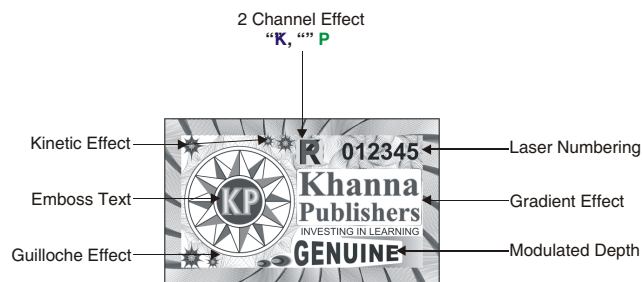 2 Channel Effect
“K, “” P
Kinetic Effect
Emboss Text
Guilloche Effect
K 012345
KP
Khanna
Publishers
INVESTING IN LEARNING
GENUINE
Laser Numbering
Gradient Effect
Modulated Depth